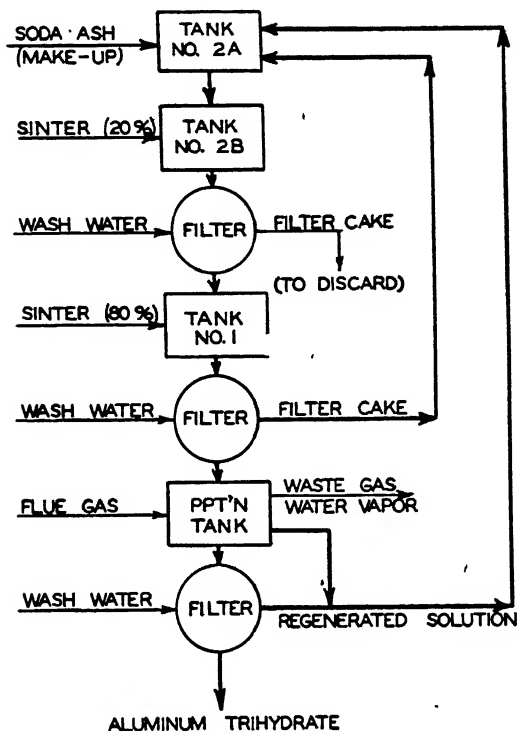 SODA·ASH
(MAKE-UP)
TANK
NO. 2A
SINTER (20%)
TANK
NO. 2B
WASH WATER
FILTER
FILTER CAKE
(TO DISCARD)
SINTER (80%)
TANK
NO. 1
WASH WATER
FILTER
FILTER CAKE
FLUE GAS
PPT'N
TANK
WASTE GAS
WATER VAPOR
WASH WATER
FILTER
REGENERATED SOLUTION
ALUMINUM TRIHYDRATE